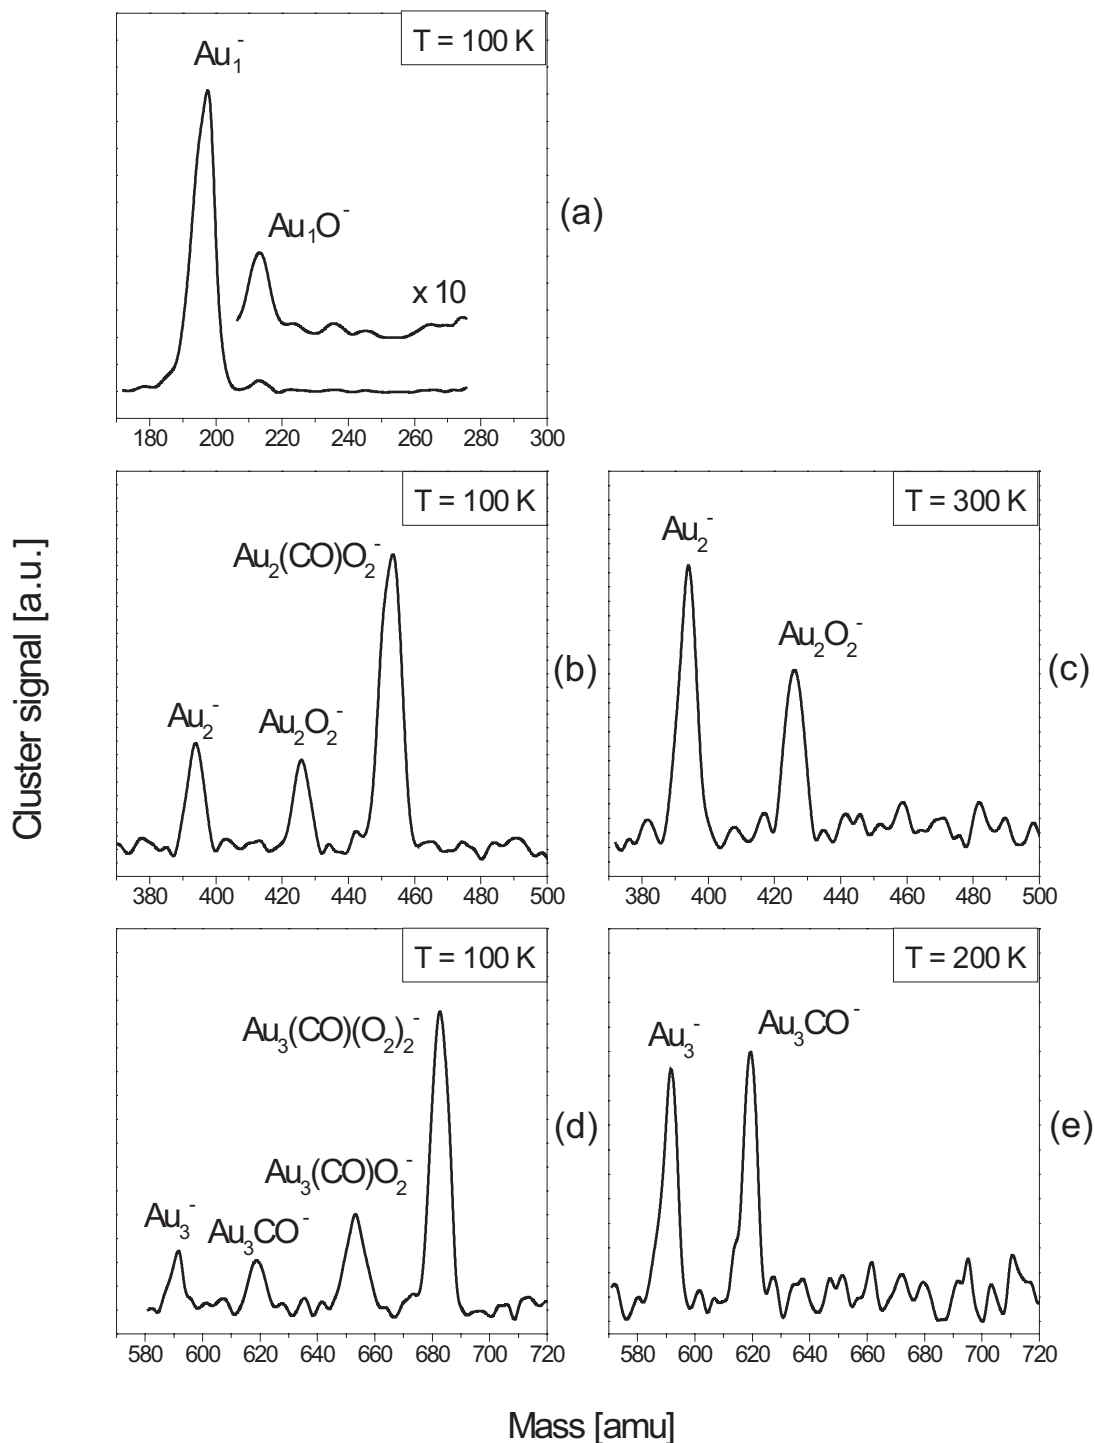 T = 100 K
Au₁⁻
Au₁O⁻
x 10
(a)
180 200 220 240 260 280 300
T = 100 K
Au₂(CO)O₂⁻
Au₂⁻
Au₂O₂⁻
(b)
380 400 420 440 460 480 500
T = 300 K
Au₂⁻
Au₂O₂⁻
(c)
380 400 420 440 460 480 500
T = 100 K
Au₃(CO)(O₂)₂⁻
Au₃(CO)O₂⁻
Au₃⁻
Au₃CO⁻
(d)
580 600 620 640 660 680 700 720
T = 200 K
Au₃⁻
Au₃CO⁻
(e)
580 600 620 640 660 680 700 720
Cluster signal [a.u.]
Mass [amu]